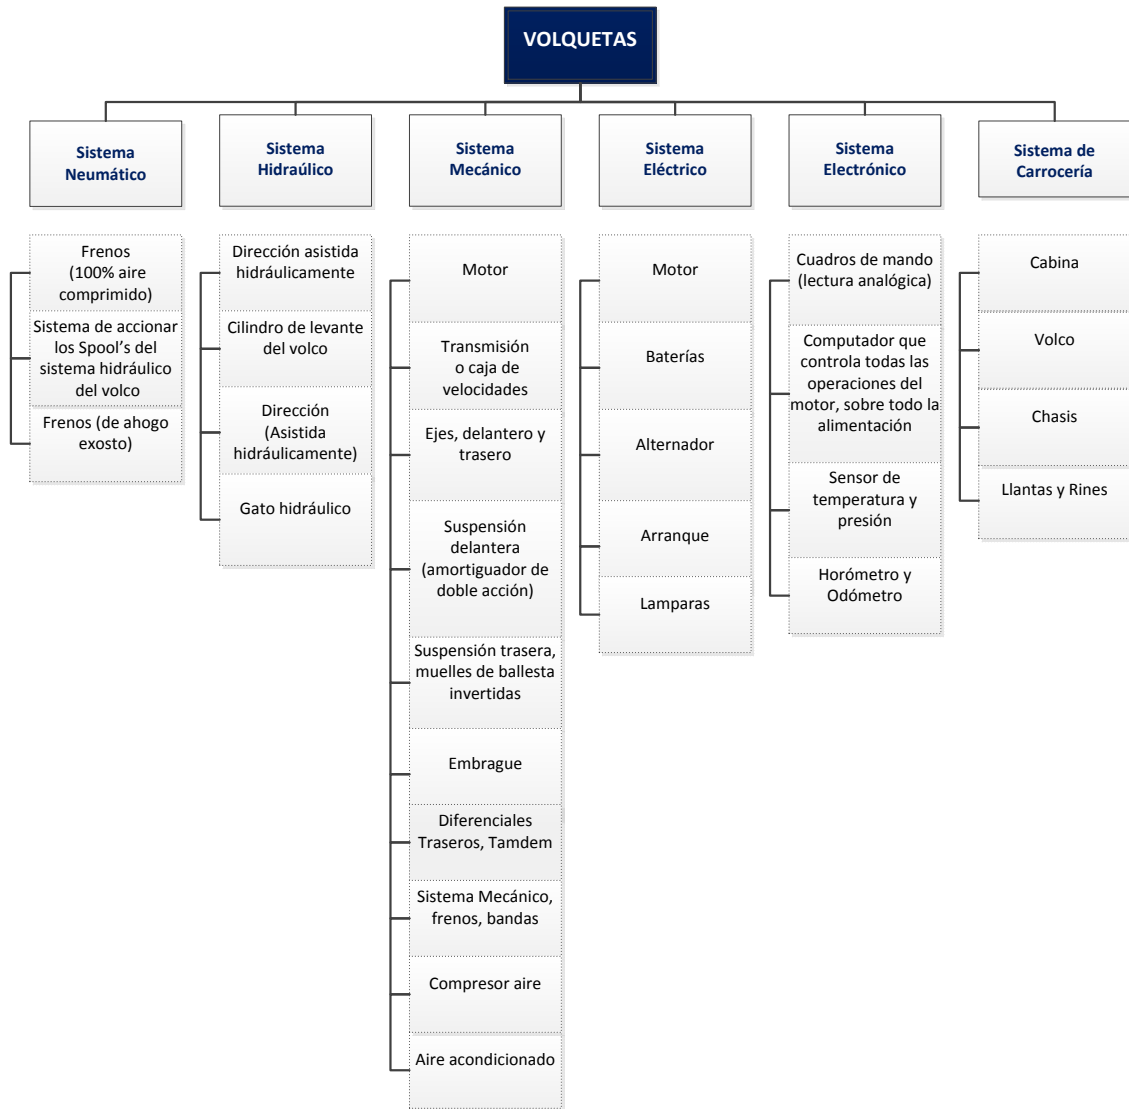 VOLQUETAS
Sistema
Neumático
Sistema
Hidraúlico
Sistema
Mecánico
Sistema
Eléctrico
Sistema
Electrónico
Sistema de
Carrocería
Frenos
(100% aire
comprimido)
Sistema de accionar
los Spool’s del
sistema hidráulico
del volco
Frenos (de ahogo
exosto)
Dirección asistida
hidráulicamente
Cilindro de levante
del volco
Dirección
(Asistida
hidráulicamente)
Gato hidráulico
Motor
Transmisión
o caja de
velocidades
Ejes, delantero y
trasero
Suspensión
delantera
(amortiguador de
doble acción)
Suspensión trasera,
muelles de ballesta
invertidas
Embrague
Diferenciales
Traseros, Tamdem
Sistema Mecánico,
frenos, bandas
Compresor aire
Aire acondicionado
Motor
Baterías
Alternador
Arranque
Lamparas
Cuadros de mando
(lectura analógica)
Computador que
controla todas las
operaciones del
motor, sobre todo la
alimentación
Sensor de
temperatura y
presión
Horómetro y
Odómetro
Cabina
Volco
Chasis
Llantas y Rines